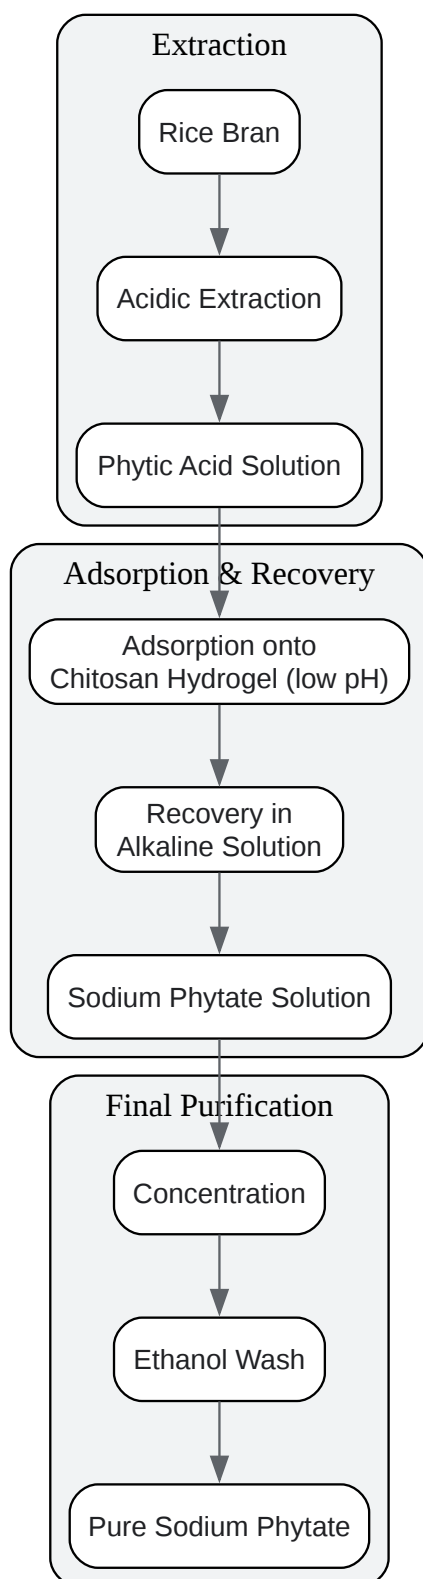 Extraction
Rice Bran
Acidic Extraction
Phytic Acid Solution
Adsorption & Recovery
Adsorption onto
Chitosan Hydrogel (low pH)
Recovery in
Alkaline Solution
Sodium Phytate Solution
Final Purification
Concentration
Ethanol Wash
Pure Sodium Phytate